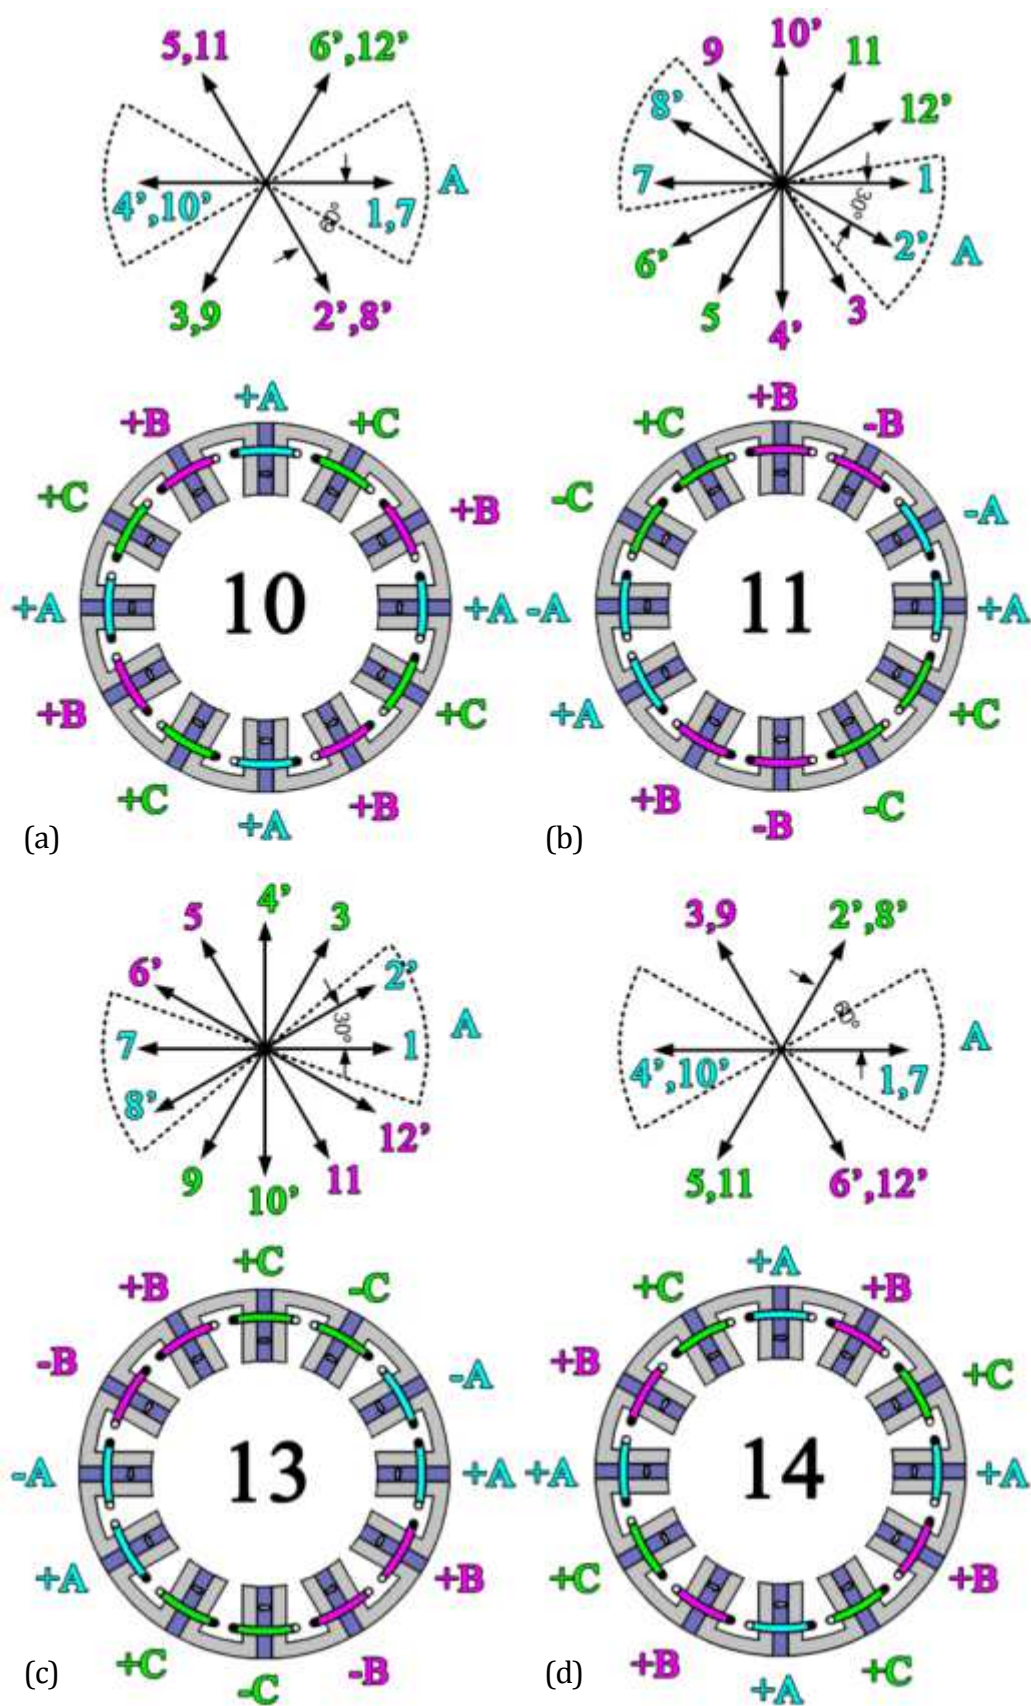 5,11 6’,12’
4’,10’ 1,7 A
60°
3,9 2’,8’
9 10’ 11
8’ 12’
7 1
30°
6’ 2’ A
5 4’ 3
+A
+B +C
+C +B
+A 10 +A
+B +C
+C +B
+A
(a)
+B
+C -B
-C -A
-A 11 +A
+A +C
+B -C
-B
(b)
4’
5 3
6’ 2’
30°
7 1 A
8’ 12’
9 10’ 11
3,9 2’,8’
60°
A
4’,10’ 1,7
5,11 6’,12’
+C
+B -C
-B -A
-A 13 +A
+A +B
+C -B
-C
(c)
+A
+C +B
+B +C
+A 14 +A
+C +B
+B +C
+A
(d)